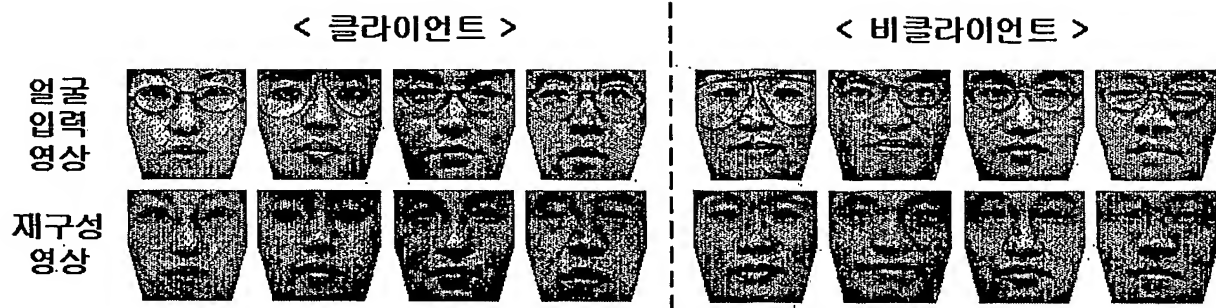 < 클라이언트 >
< 비클라이언트 >
얼굴
입력
영상
재구성
영상